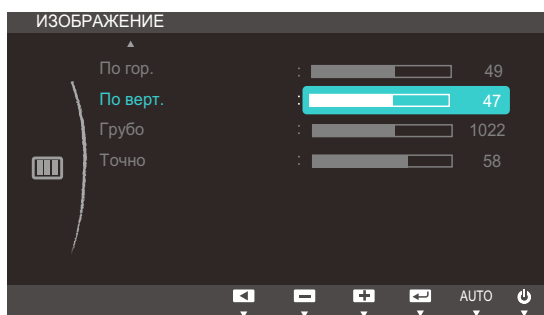 ИЗОБРАЖЕНИЕ
По гор. : 49
По верт. : 47
Грубо : 1022
Точно : 58
AUTO